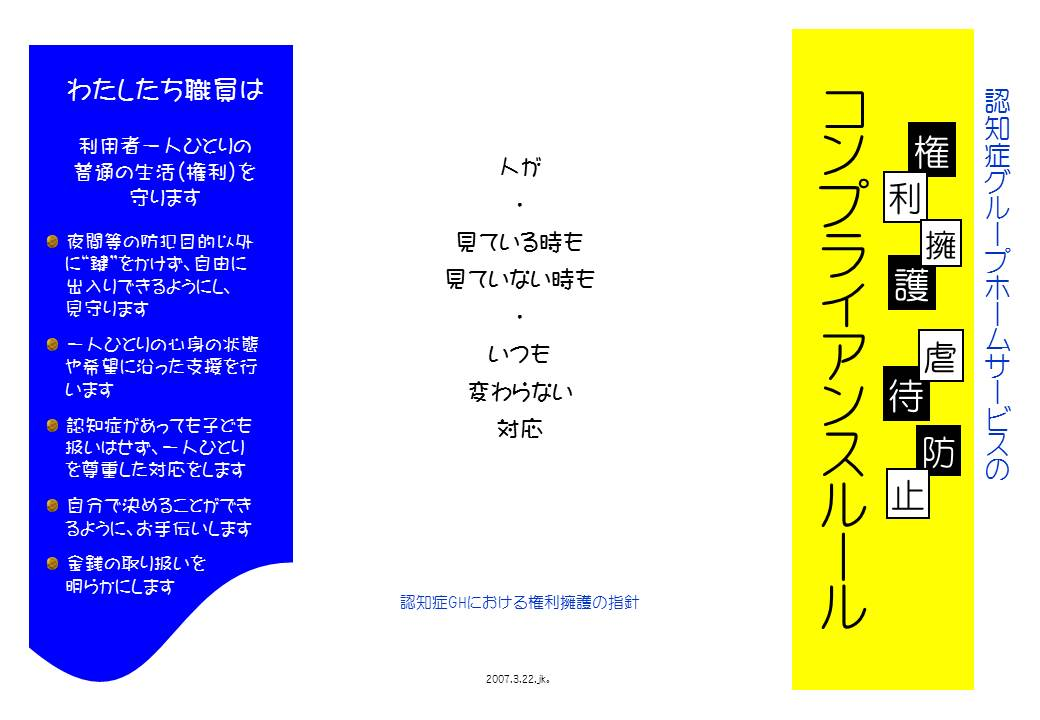 わたしたち職員は
利用者一人ひとりの
普通の生活(権利)を
守ります
夜間等の防犯目的以外
に“鍵”をかけず、自由に
出入りできるようにし、
見守ります
一人ひとりの心身の状態
や希望に沿った支援を行
います
認知症があっても子ども
扱いはせず、一人ひとり
を尊重した対応をします
自分で決めることができ
るように、お手伝いします
金銭の取り扱いを
明らかにします
人が
・
見ている時も
見ていない時も
・
いつも
変わらない
対応
認知症GHにおける権利擁護の指針
2007.3.22.jk。
認知症グループホームサービスの
権利擁護
虐待防止
コンプライアンスルール